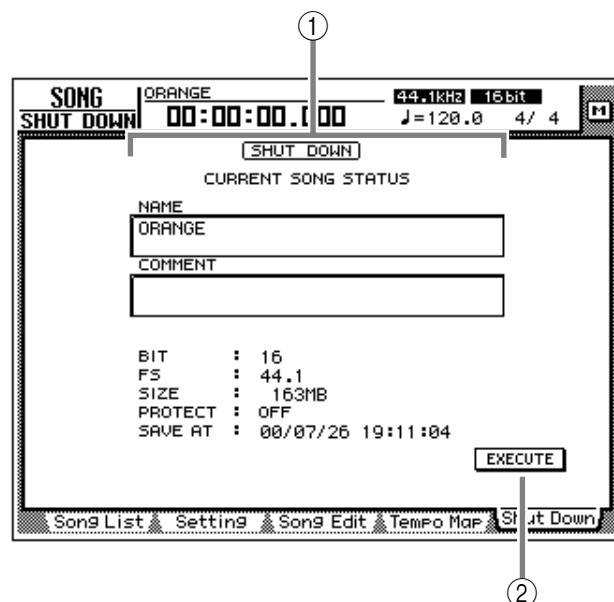 ①
SONG
SHUT DOWN
ORANGE
00:00:00.000
44.1kHz 16bit
♩=120.0 4/ 4
M
SHUT DOWN
CURRENT SONG STATUS
NAME
ORANGE
COMMENT
BIT : 16
FS : 44.1
SIZE : 163MB
PROTECT : OFF
SAVE AT : 00/07/26 19:11:04
EXECUTE
Song List Setting Song Edit Tempo Map Shut Down
②